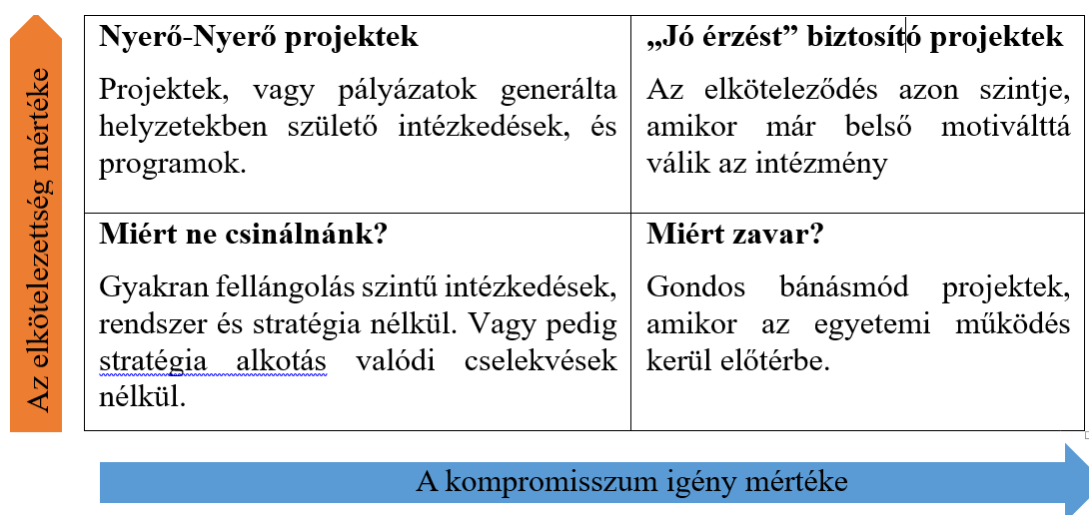 Az elkötelezettség mértéke
Nyerő-Nyerő projektek
Projektek, vagy pályázatok generálta
helyzetekben születő intézkedések, és
programok.
„Jó érzést” biztosító projektek
Az elköteleződés azon szintje,
amikor már belső motiválttá
válik az intézmény
Miért ne csinálnánk?
Gyakran fellángolás szintű intézkedések,
rendszer és stratégia nélkül. Vagy pedig
stratégia alkotás valódi cselekvések
nélkül.
Miért zavar?
Gondos bánásmód projektek,
amikor az egyetemi működés
kerül előtérbe.
A kompromisszum igény mértéke